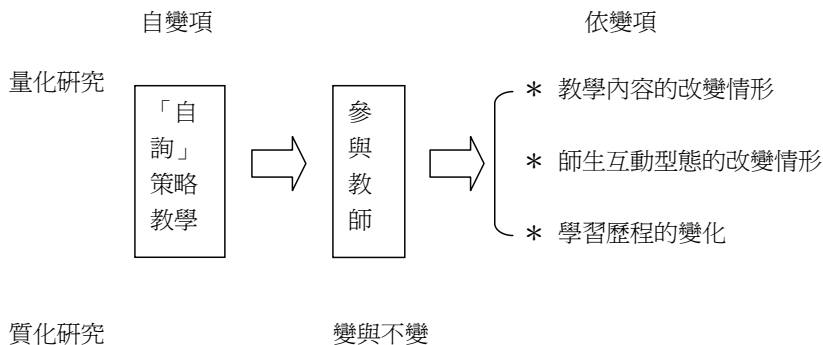 自變項
依變項
量化研究
「自
詢」
策略
教學
參
與
教
師
＊ 教學內容的改變情形
＊ 師生互動型態的改變情形
＊ 學習歷程的變化
質化研究
變與不變